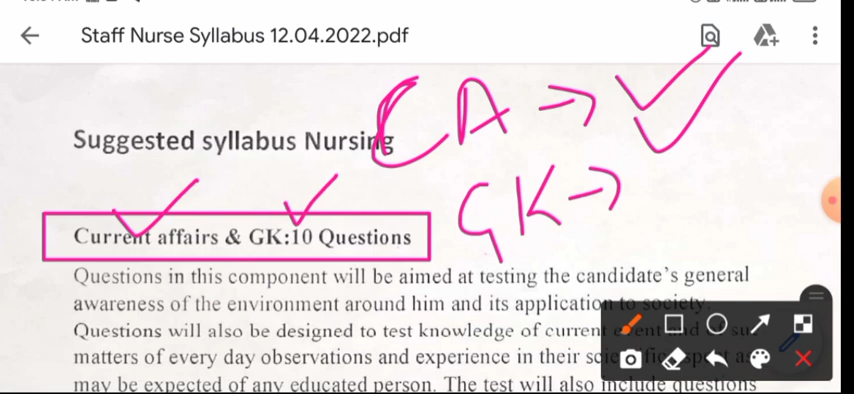 Staff Nurse Syllabus 12.04.2022.pdf
Suggested syllabus Nursing
CA →
GK →
Current affairs & GK:10 Questions
Questions in this component will be aimed at testing the candidate's general
awareness of the environment around him and its application to society.
Questions will also be designed to test knowledge of current
matters of every day observations and experience in their
may be expected of any educated person. The test will also include questions